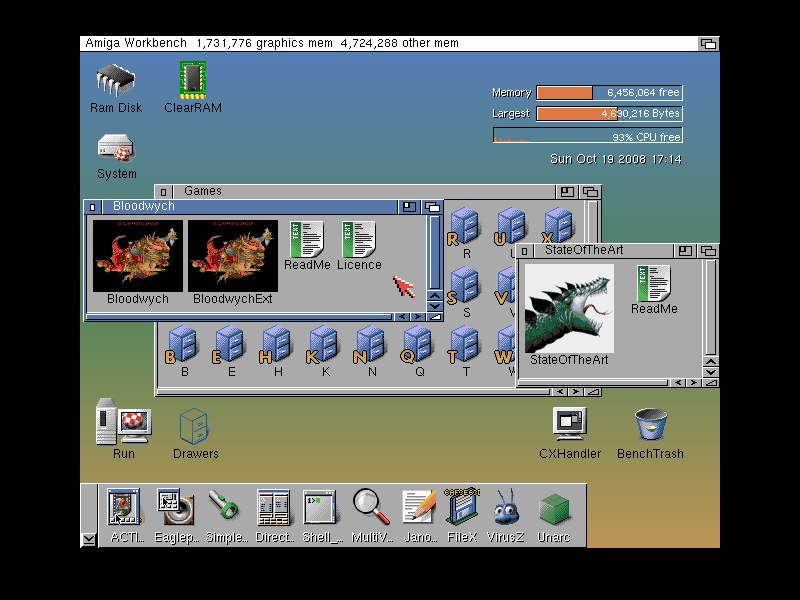 Amiga Workbench 1,731,776 graphics mem 4,724,288 other mem
Ram Disk
ClearRAM
Memory 6,456,064 free
Largest 4,690,216 Bytes
93% CPU free
Sun Oct 19 2008 17:14
System
Games
Bloodwych
TEXT
ReadMe
TEXT
Licence
Bloodwych
BloodwychExt
R
R
U
X
S
S
V
StateOfTheArt
TEXT
ReadMe
StateOfTheArt
B
B
E
E
H
H
K
K
N
N
Q
Q
T
T
W
Run
Drawers
CXHandler
BenchTrash
ACTI...
Eaglep...
Simple...
Direct...
1>
Shell_...
MultiV...
Jano...
FileX
VirusZ
Unarc